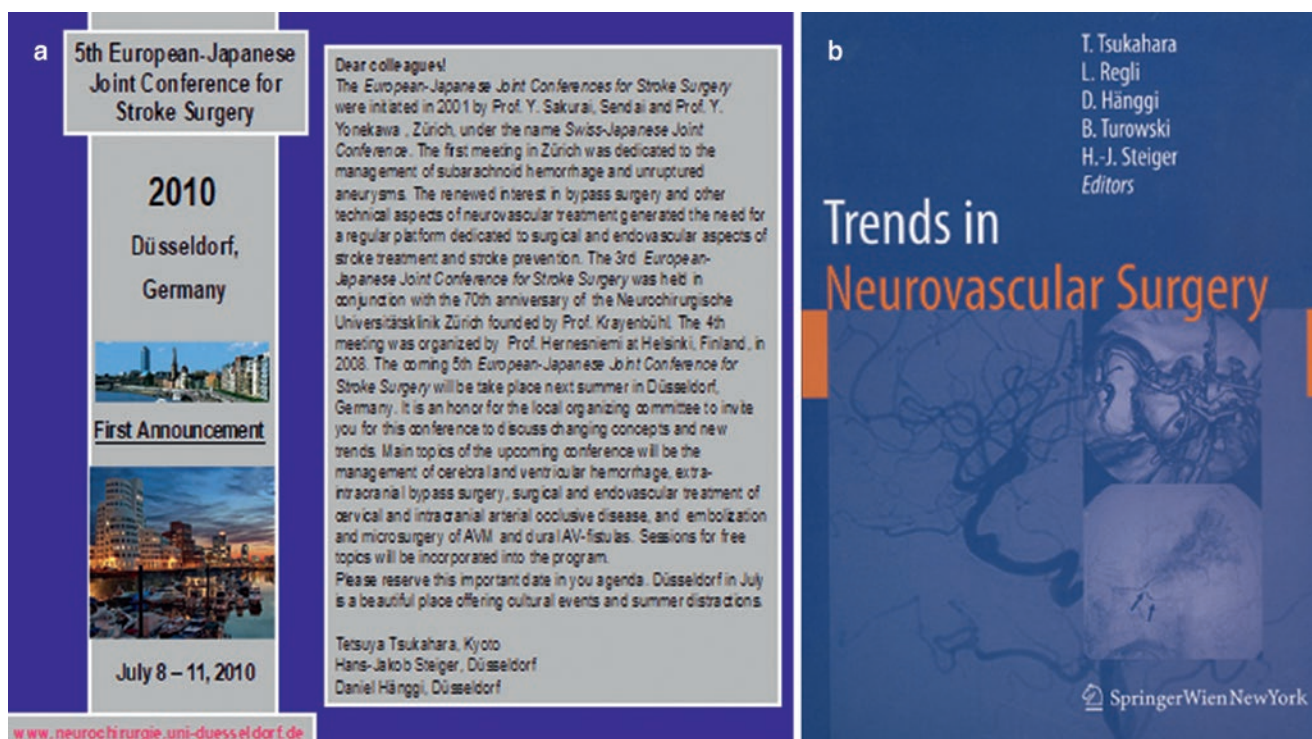 a
5th European-Japanese
Joint Conference for
Stroke Surgery
2010
Düsseldorf,
Germany
First Announcement
July 8 – 11, 2010
www.neurochirurgie.uni-duesseldorf.de
Dear colleagues!
The European-Japanese Joint Conferences for Stroke Surgery
were initiated in 2001 by Prof. Y. Sakurai, Sendai and Prof. Y.
Yonekawa , Zürich, under the name Swiss-Japanese Joint
Conference. The first meeting in Zürich was dedicated to the
management of subarachnoid hemorrhage and unruptured
aneurysms. The renewed interest in bypass surgery and other
technical aspects of neurovascular treatment generated the need for
a regular platform dedicated to surgical and endovascular aspects of
stroke treatment and stroke prevention. The 3rd European-
Japanese Joint Conference for Stroke Surgery was held in
conjunction with the 70th anniversary of the Neurochirurgische
Universitätsklinik Zürich founded by Prof. Krayenbühl. The 4th
meeting was organized by Prof. Hernesniemi at Helsinki, Finland, in
2008. The coming 5th European-Japanese Joint Conference for
Stroke Surgery will be take place next summer in Düsseldorf,
Germany. It is an honor for the local organizing committee to invite
you for this conference to discuss changing concepts and new
trends. Main topics of the upcoming conference will be the
management of cerebral and ventricular hemorrhage, extra-
intracranial bypass surgery, surgical and endovascular treatment of
cervical and intracranial arterial occlusive disease, and embolization
and microsurgery of AVM and dural AV-fistulas. Sessions for free
topics will be incorporated into the program.
Please reserve this important date in you agenda. Düsseldorf in July
is a beautiful place offering cultural events and summer distractions.
Tetsuya Tsukahara, Kyoto
Hans-Jakob Steiger, Düsseldorf
Daniel Hänggi, Düsseldorf
b
T. Tsukahara
L. Regli
D. Hänggi
B. Turowski
H.-J. Steiger
Editors
Trends in
Neurovascular Surgery
SpringerWienNewYork